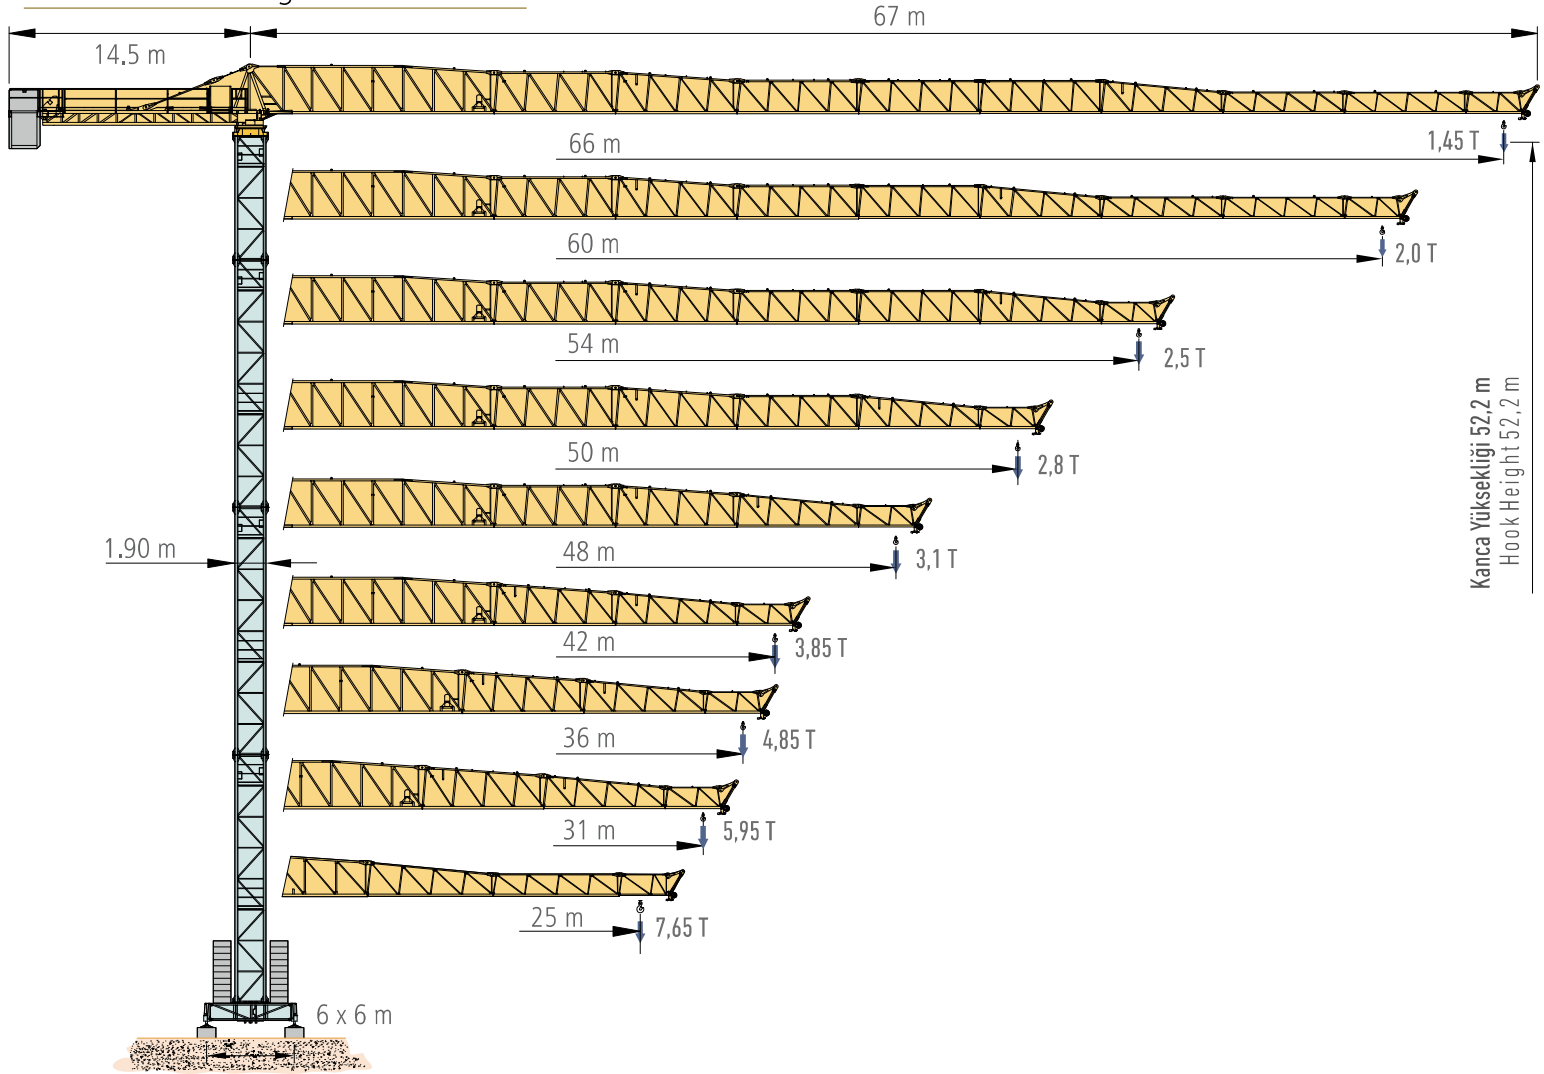 67 m
14.5 m
66 m
1,45 T
60 m
2,0 T
54 m
2,5 T
50 m
2,8 T
48 m
3,1 T
42 m
3,85 T
36 m
4,85 T
31 m
5,95 T
25 m
7,65 T
1.90 m
6 x 6 m
Kanca Yüksekliği 52,2 m
Hook Height 52,2 m